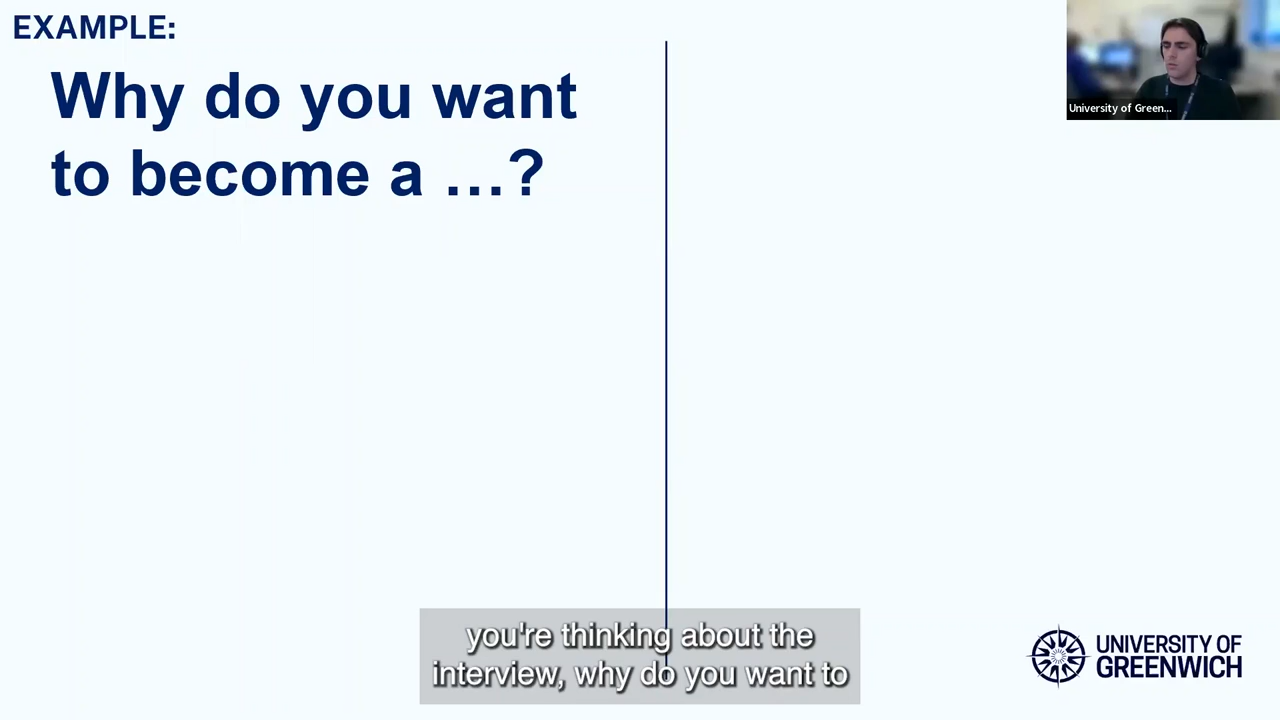 EXAMPLE:
Why do you want
to become a ...?
University of Green...
you're thinking about the
interview, why do you want to
UNIVERSITY OF
GREENWICH